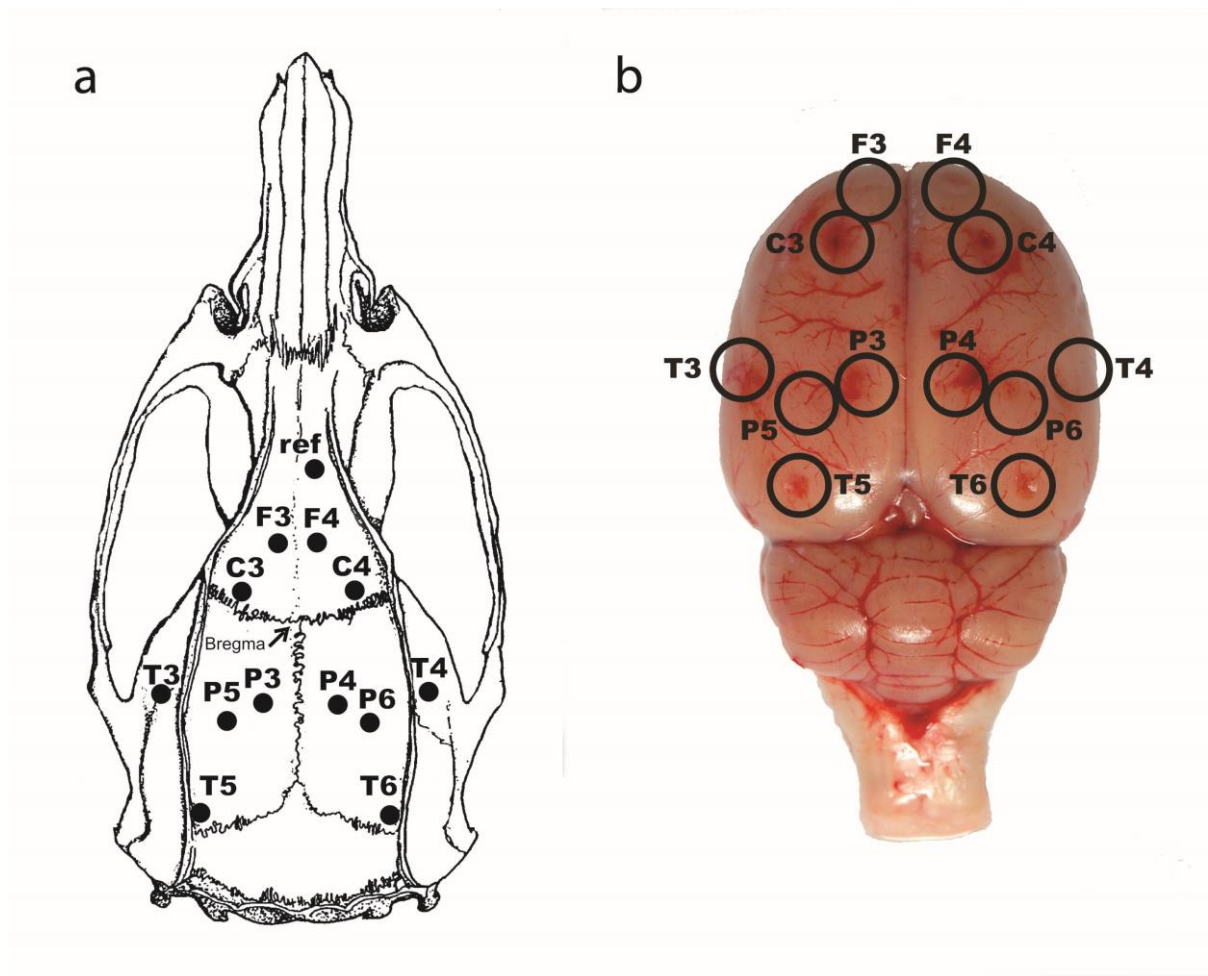 a
ref
F3 F4
C3 C4
Bregma
T3 T4
P5 P3 P4 P6
T5 T6
b
F3 F4
C3 C4
P3 P4
T3 T4
P5 P6
T5 T6